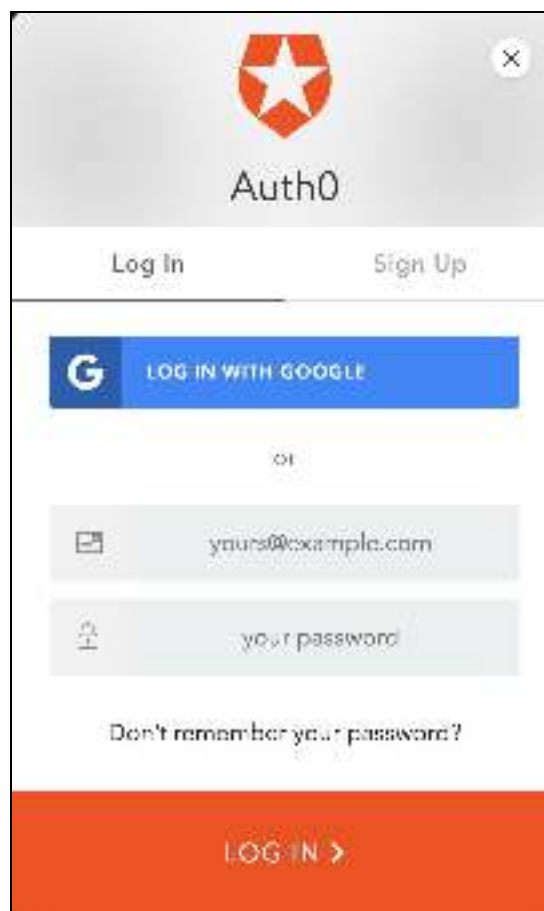 Auth0
Log In Sign Up
LOG IN WITH GOOGLE
or
yours@example.com
your password
Don't remember your password?
LOG IN